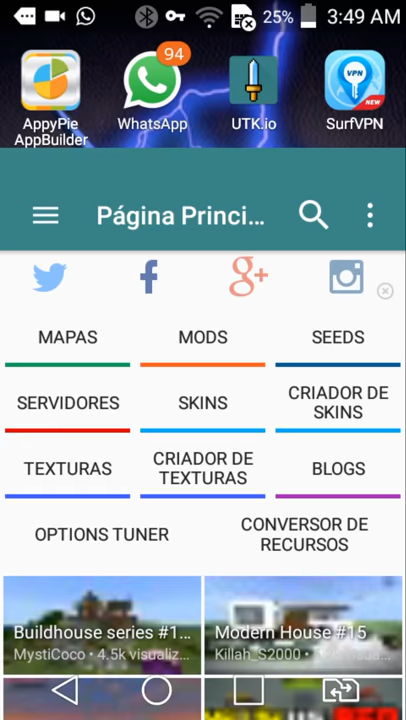 25% 3:49 AM
94
AppyPie WhatsApp UTK.io SurfVPN
AppBuilder
VPN
NEW
Página Princi...
MAPAS MODS SEEDS
SERVIDORES SKINS CRIADOR DE
SKINS
TEXTURAS CRIADOR DE
TEXTURAS BLOGS
OPTIONS TUNER CONVERSOR DE
RECURSOS
Buildhouse series #1...
MystiCoco • 4.5k visualiz...
Modern House #15
Killah_S2000 •